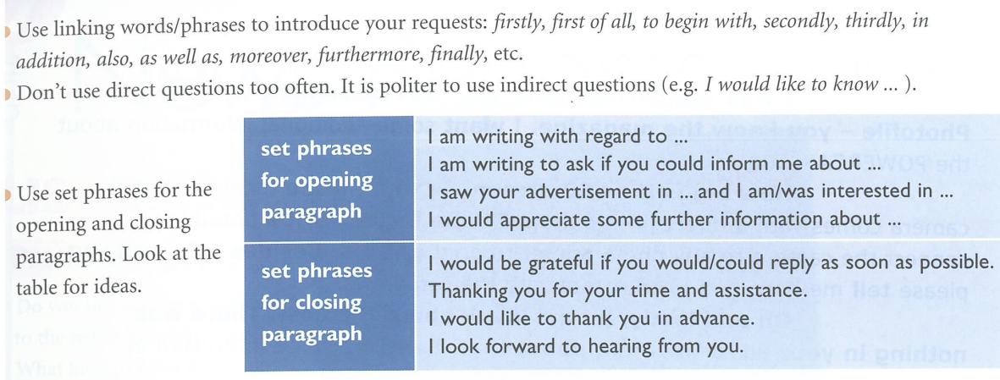 Use linking words/phrases to introduce your requests: firstly, first of all, to begin with, secondly, thirdly, in
addition, also, as well as, moreover, furthermore, finally, etc.
Don't use direct questions too often. It is politer to use indirect questions (e.g. I would like to know ... ).
Use set phrases for the
opening and closing
paragraphs. Look at the
table for ideas.
set phrases
for opening
paragraph
I am writing with regard to ...
I am writing to ask if you could inform me about ...
I saw your advertisement in ... and I am/was interested in ...
I would appreciate some further information about ...
set phrases
for closing
paragraph
I would be grateful if you would/could reply as soon as possible.
Thanking you for your time and assistance.
I would like to thank you in advance.
I look forward to hearing from you.